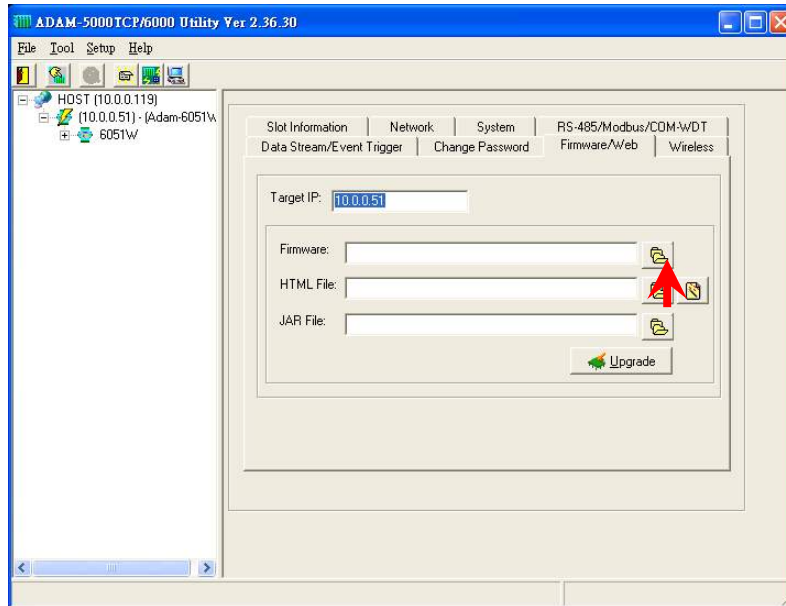 ADAM-5000TCP/6000 Utility Ver 2.36.30
File Tool Setup Help
HOST (10.0.0.119)
(10.0.0.51) - (Adam-6051W
6051W
Slot Information Network System RS-485/Modbus/COM-WDT
Data Stream/Event Trigger Change Password Firmware/Web Wireless
Target IP: 10.0.0.51
Firmware:
HTML File:
JAR File:
Upgrade